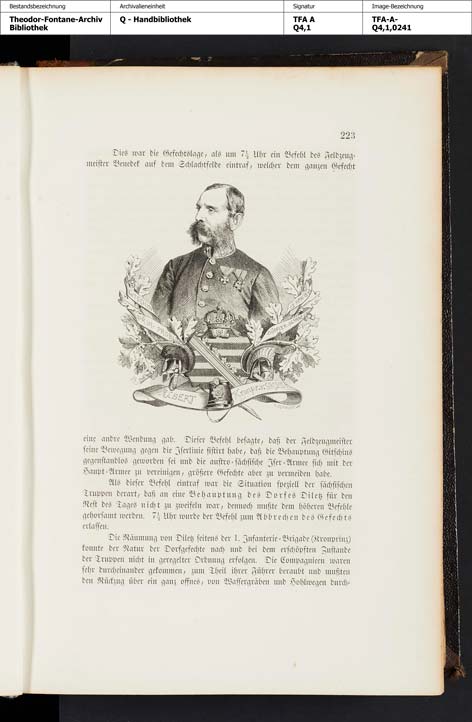 Bestandsbezeichnung
Archivalieneinheit
Signatur
Image-Bezeichnung
Theodor-Fontane-Archiv
Bibliothek
Q - Handbibliothek
TFA A
Q4,1
TFA-A-
Q4,1,0241
223
Dies war die Gefechtslage, als um 7½ Uhr ein Befehl des Feldzeug-
meister Benedek auf dem Schlachtfelde eintraf, welcher dem ganzen Gefecht
ALBERT
eine andre Wendung gab. Dieser Befehl besagte, daß der Feldzeugmeister
seine Bewegung gegen die Iserlinie sistirt habe, daß die Behauptung Gitschins
gegenstandlos geworden sei und die austro-sächsische Iser-Armee sich mit der
Haupt-Armee zu vereinigen, größere Gefechte aber zu vermeiden habe.
Als dieser Befehl eintraf war die Situation speziell der sächsischen
Truppen derart, daß an eine Behauptung des Dorfes Diletz für den
Rest des Tages nicht zu zweifeln war, dennoch mußte dem höheren Befehle
gehorsamt werden. 7½ Uhr wurde der Befehl zum Abbrechen des Gefechts
erlassen.
Die Räumung von Diletz seitens der 1. Infanterie-Brigade (Kronprinz)
konnte der Natur der Dorfgefechte nach und bei dem erschöpften Zustande
der Truppen nicht in geregelter Ordnung erfolgen. Die Compagnieen waren
sehr durcheinander gekommen, zum Theil ihrer Führer beraubt und mußten
den Rückzug über ein ganz offnes, von Wassergräben und Hohlwegen durch-